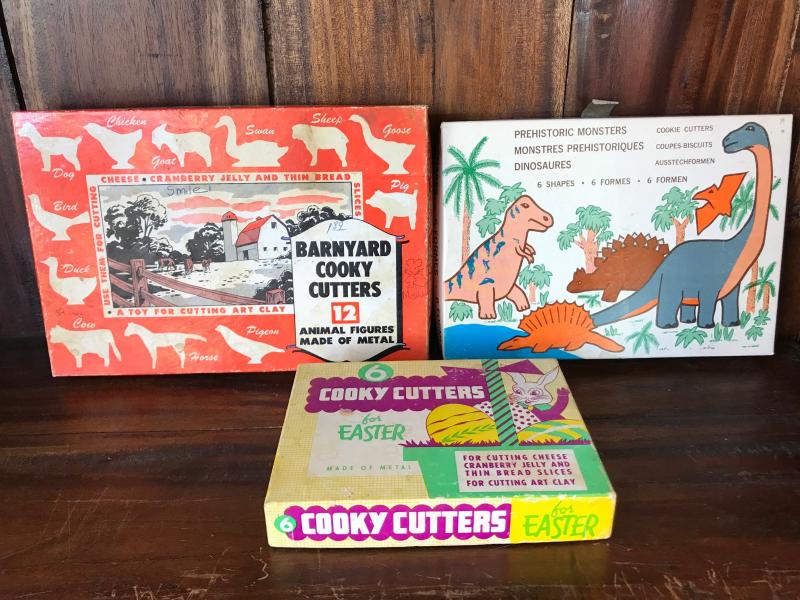 Chicken
Sheep
Goose
Swan
Goat
Dog
Pig
CHEESE • CRANBERRY JELLY AND THIN BREAD SLICES
USE THEM FOR CUTTING
Smile!
Bird
BARNYARD
COOKY
CUTTERS
12
ANIMAL FIGURES
MADE OF METAL
Duck
• A TOY FOR CUTTING ART CLAY
Cow
Horse
Pigeon
PREHISTORIC MONSTERS
MONSTRES PREHISTORIQUES
DINOSAURES
COOKIE CUTTERS
COUPES-BISCUITS
AUSSTECHFORMEN
6 SHAPES • 6 FORMES • 6 FORMEN
6
COOKY CUTTERS
for
EASTER
MADE OF METAL
FOR CUTTING CHEESE
CRANBERRY JELLY AND
THIN BREAD SLICES
FOR CUTTING ART CLAY
6 COOKY CUTTERS for EASTER